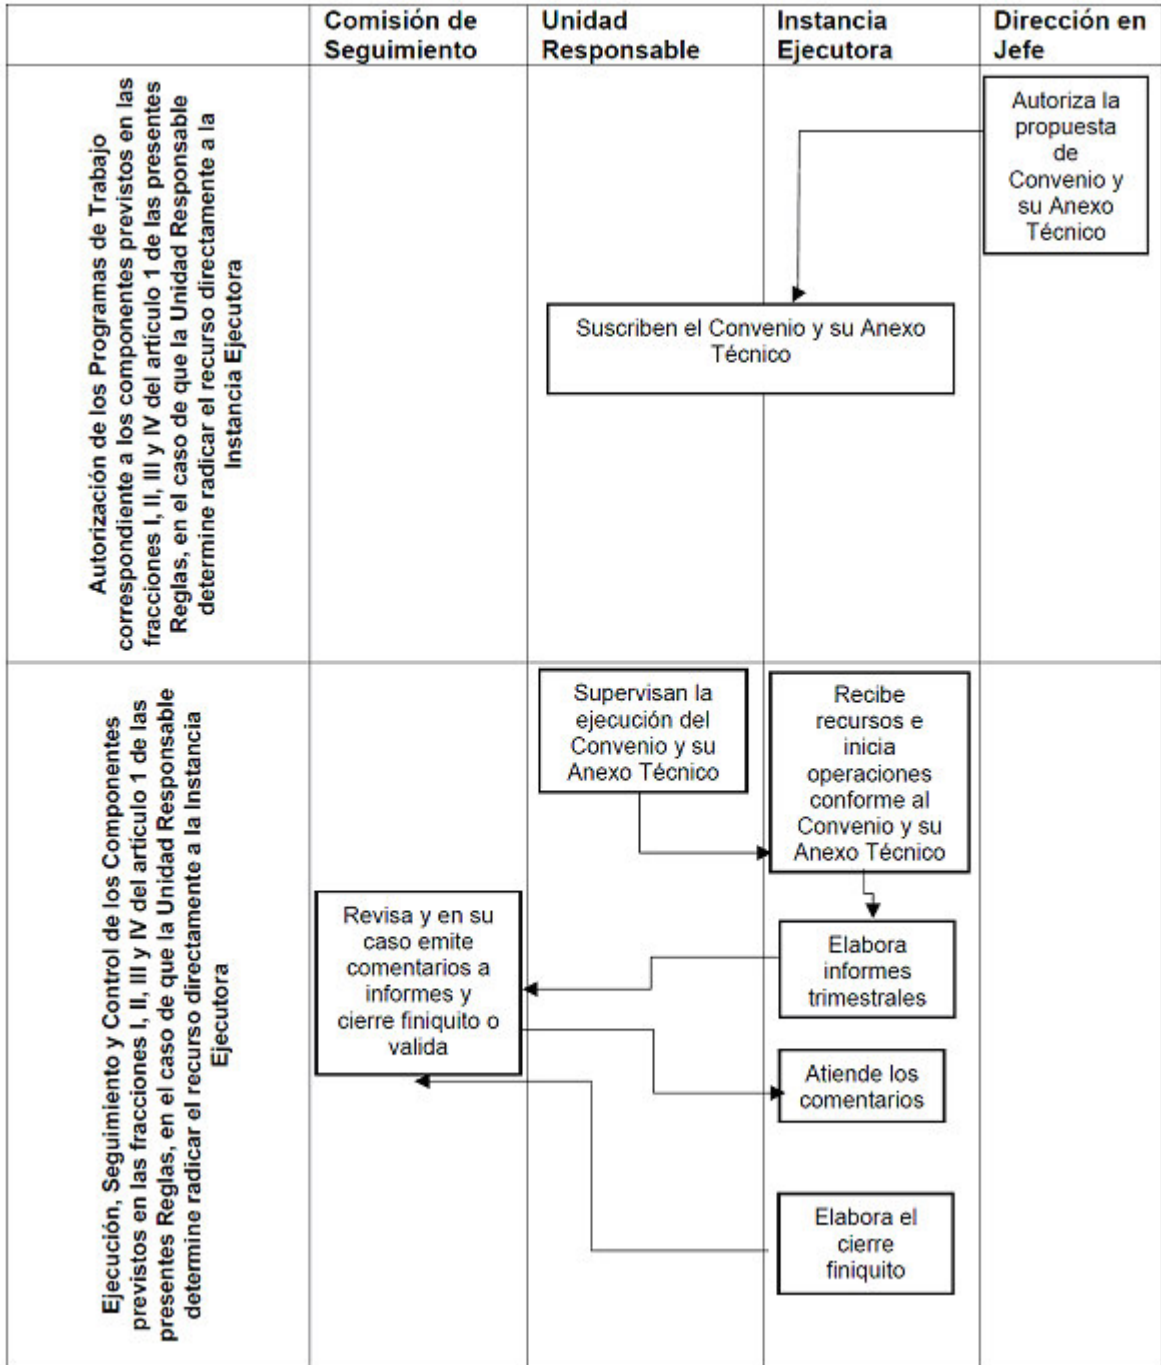 Comisión de
Seguimiento
Unidad
Responsable
Instancia
Ejecutora
Dirección en
Jefe
Autorización de los Programas de Trabajo
correspondiente a los componentes previstos en las
fracciones I, II, III y IV del artículo 1 de las presentes
Reglas, en el caso de que la Unidad Responsable
determine radicar el recurso directamente a la
Instancia Ejecutora
Autoriza la
propuesta
de
Convenio y
su Anexo
Técnico
Suscriben el Convenio y su Anexo
Técnico
Ejecución, Seguimiento y Control de los Componentes
previstos en las fracciones I, II, III y IV del artículo 1 de las
presentes Reglas, en el caso de que la Unidad Responsable
determine radicar el recurso directamente a la Instancia
Ejecutora
Supervisan la
ejecución del
Convenio y su
Anexo Técnico
Recibe
recursos e
inicia
operaciones
conforme al
Convenio y su
Anexo Técnico
Revisa y en su
caso emite
comentarios a
informes y
cierre finiquito o
valida
Elabora
informes
trimestrales
Atiende los
comentarios
Elabora el
cierre
finiquito